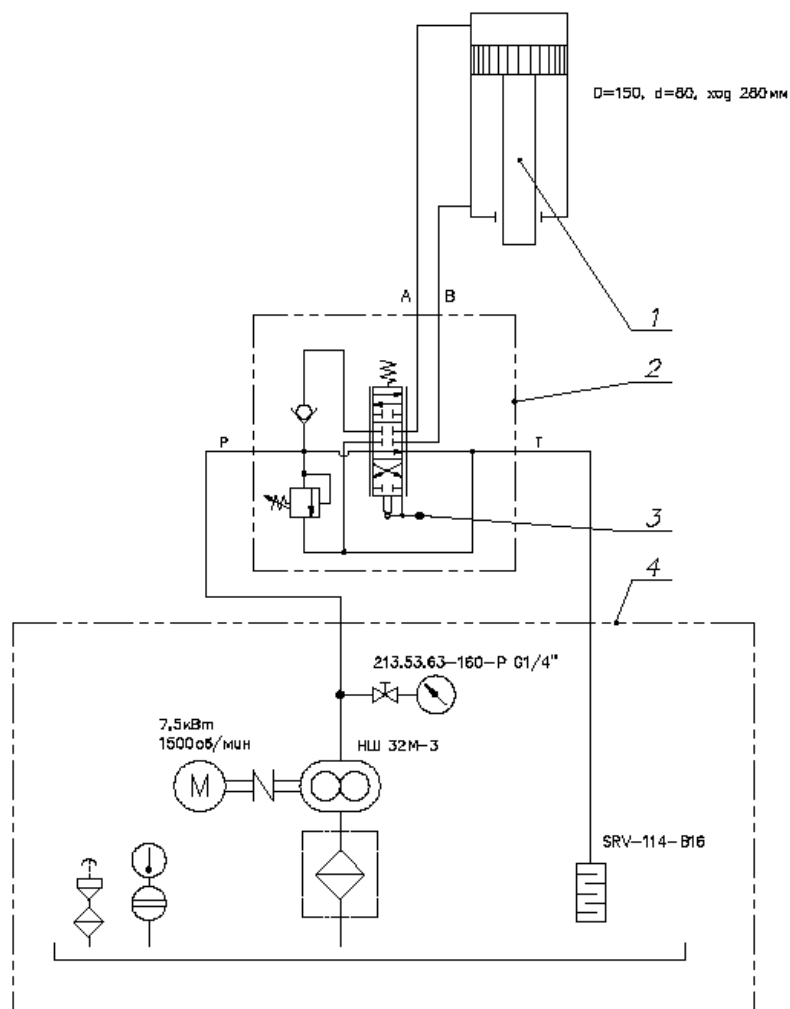 D=150, d=80, ход 280мм
1
A B
2
P
T
3
4
213.53.63-160-P G1/4"
7,5кВт
1500об/мин
НШ 32М-3
M
SRV-114-B16